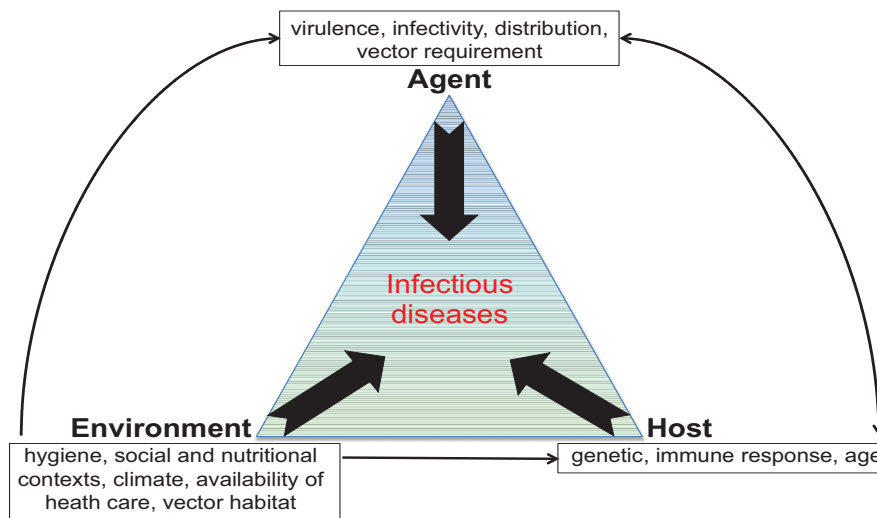 virulence, infectivity, distribution,
vector requirement
Agent
Infectious
diseases
Environment
Host
hygiene, social and nutritional
contexts, climate, availability of
heath care, vector habitat
genetic, immune response, age